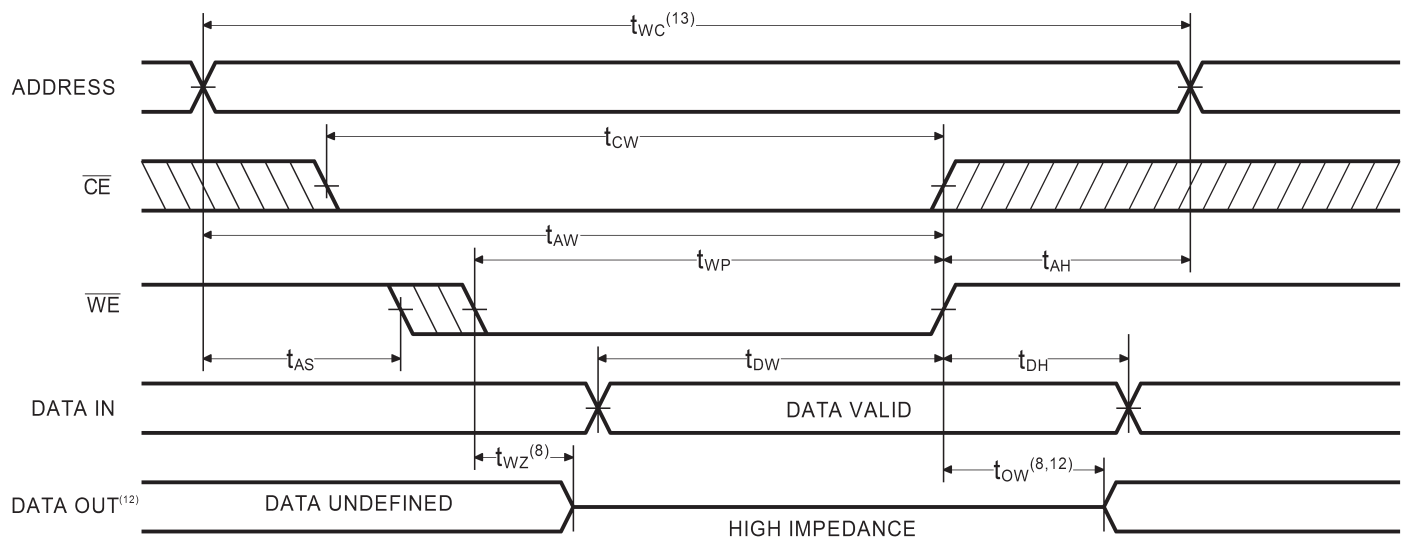 tWC(13)
ADDRESS
tCW
CE
tAW
tWP
tAH
WE
tAS
tDW
tDH
DATA IN
DATA VALID
tWZ(8)
tOW(8,12)
DATA OUT(12)
DATA UNDEFINED
HIGH IMPEDANCE